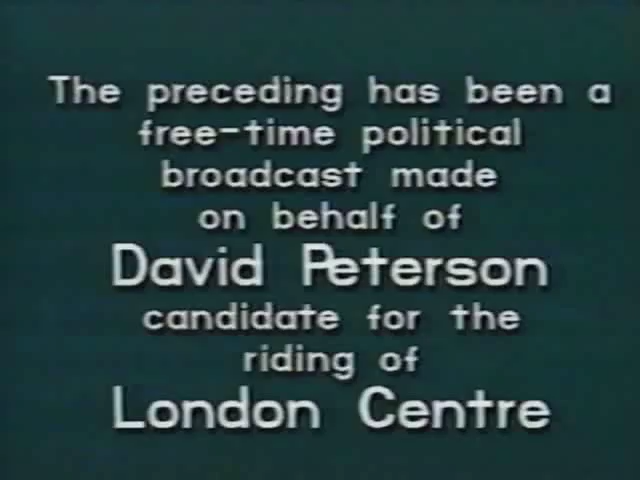 The preceding has been a
free-time political
broadcast made
on behalf of
David Peterson
candidate for the
riding of
London Centre